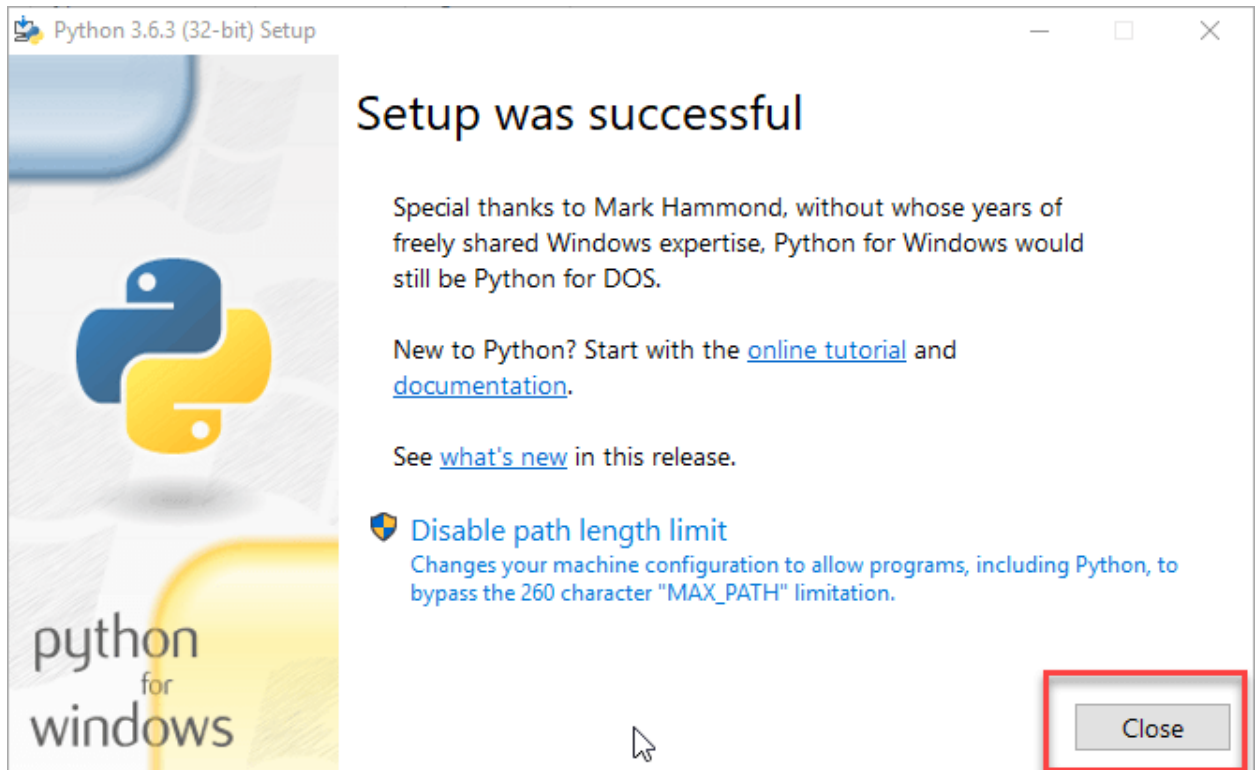 Python 3.6.3 (32-bit) Setup
Setup was successful
Special thanks to Mark Hammond, without whose years of
freely shared Windows expertise, Python for Windows would
still be Python for DOS.
New to Python? Start with the online tutorial and
documentation.
See what's new in this release.
Disable path length limit
Changes your machine configuration to allow programs, including Python, to
bypass the 260 character "MAX_PATH" limitation.
python
for
windows
Close